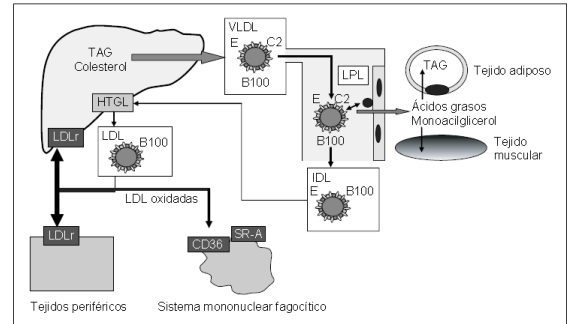 VLDL
E
C2
B100
TAG
Colesterol
HTGL
LDLr
LDL
B100
LPL
E
C2
B100
TAG
Tejido adiposo
Ácidos grasos
Monoacilglicerol
Tejido
muscular
IDL
E
B100
LDL oxidadas
LDLr
CD36
SR-A
Tejidos periféricos
Sistema mononuclear fagocítico